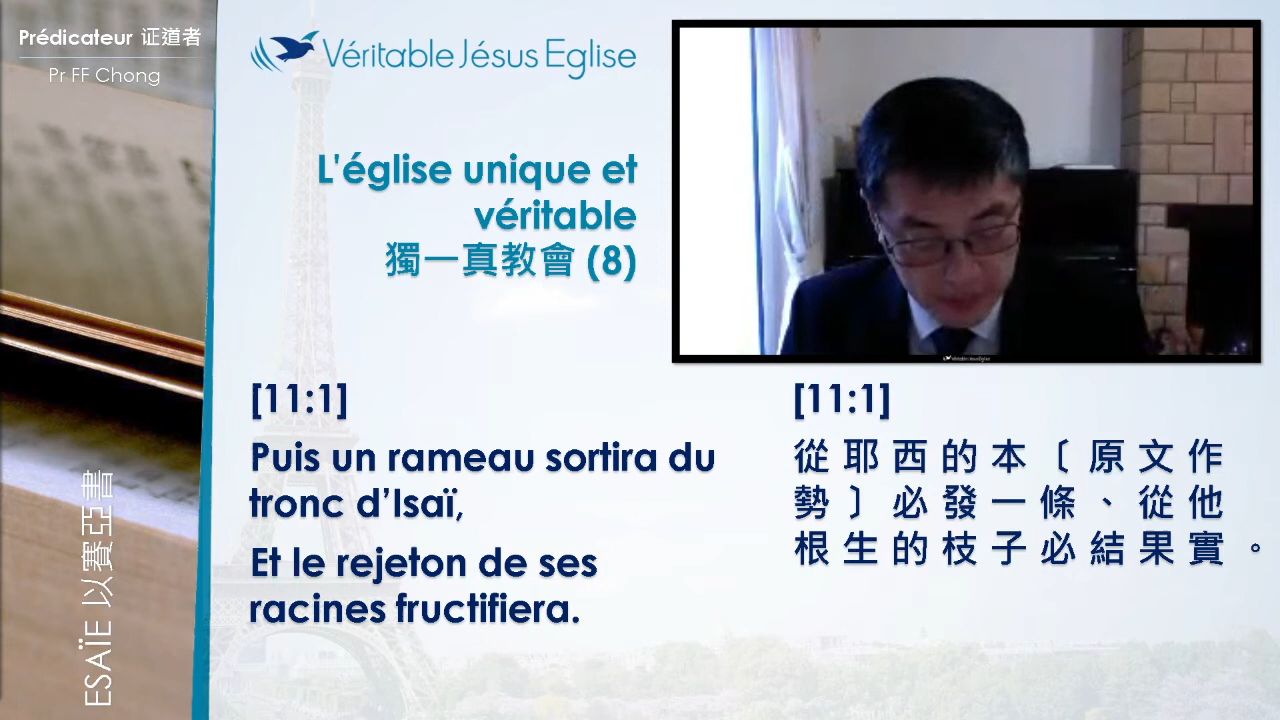 Prédicateur 证道者
Pr FF Chong
Véritable Jésus Eglise
L'église unique et
véritable
獨一真教會 (8)
[11:1]
Puis un rameau sortira du
tronc d’Isaï,
Et le rejeton de ses
racines fructifiera.
[11:1]
從耶西的本〔原文作
勢〕必發一條、從他
根生的枝子必結果實。
ESAÏE 以賽亞書
Véritable Jésus Eglise